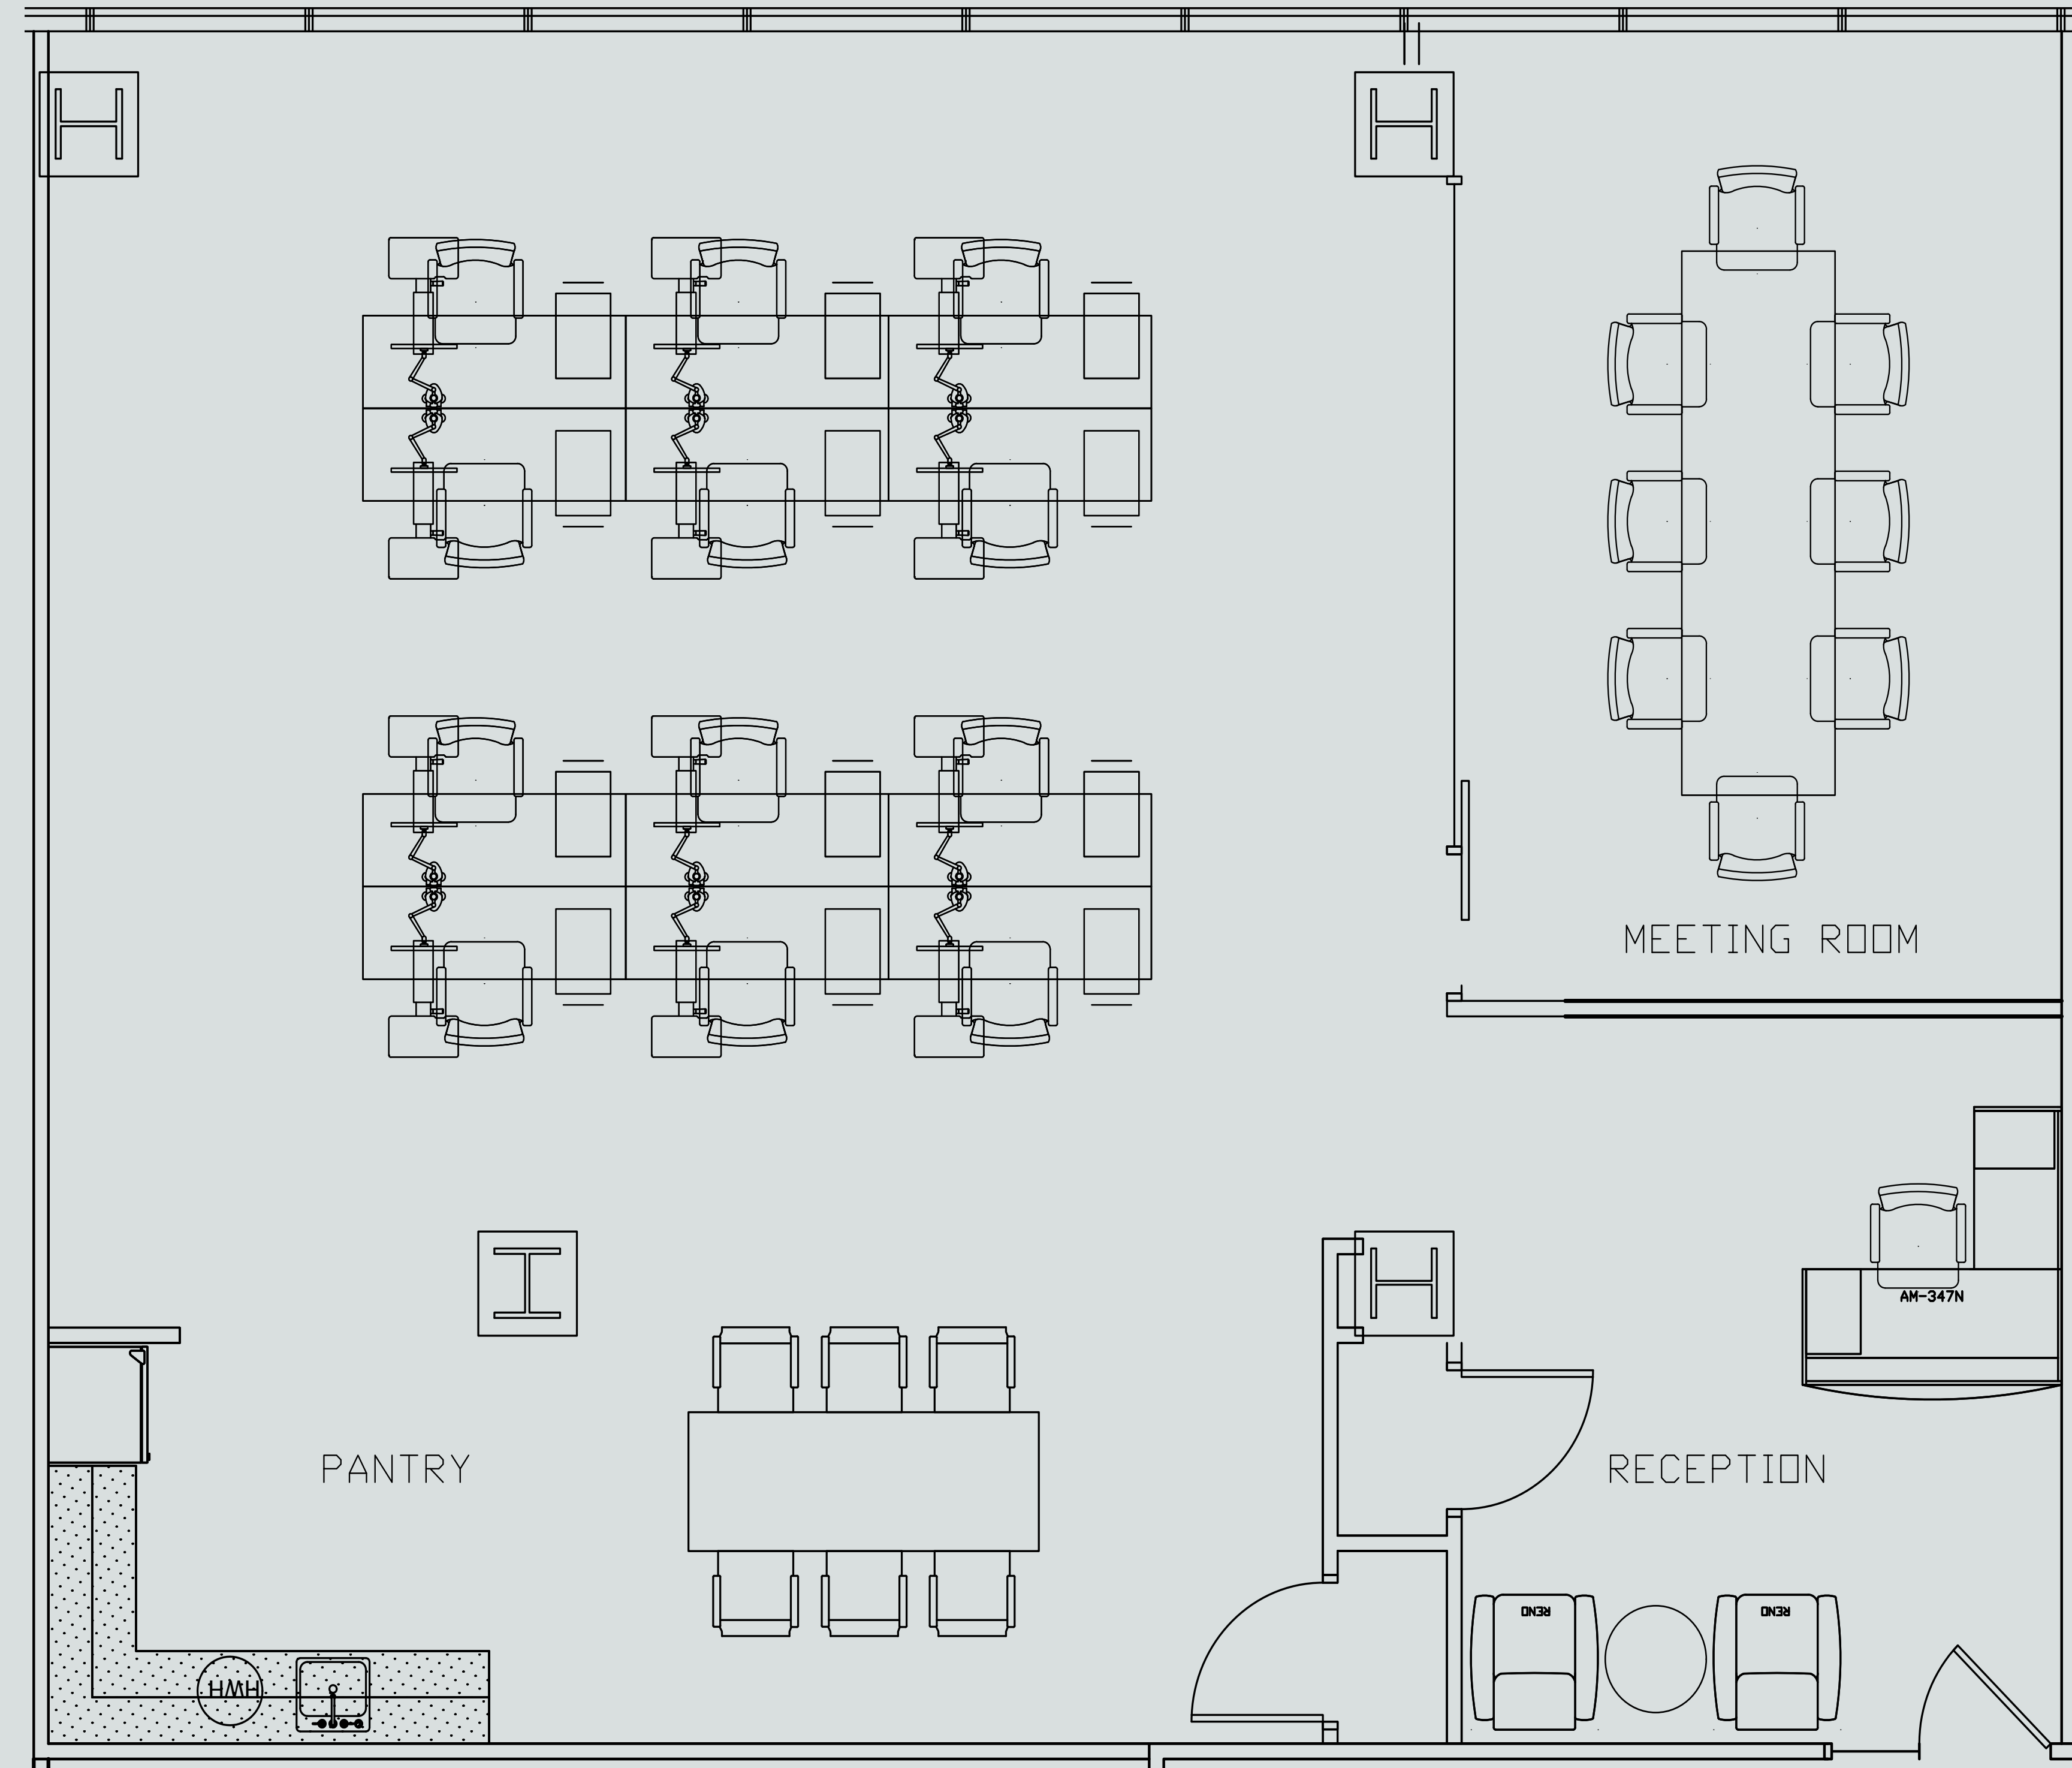 MEETING ROOM
AM-347N
PANTRY
RECEPTION
RENO
RENO
HWH